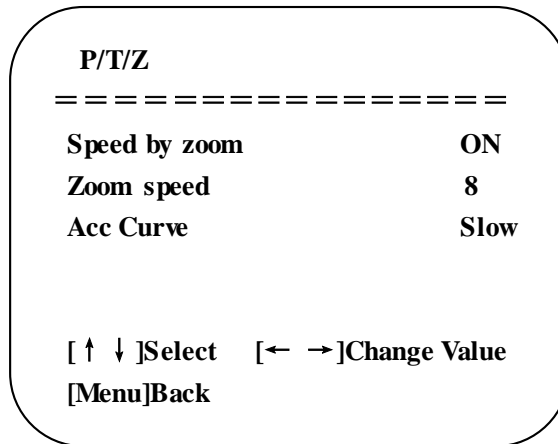 P/T/Z
================
Speed by zoom ON
Zoom speed 8
Acc Curve Slow
[ ↑ ↓ ]Select [← →]Change Value
[Menu]Back